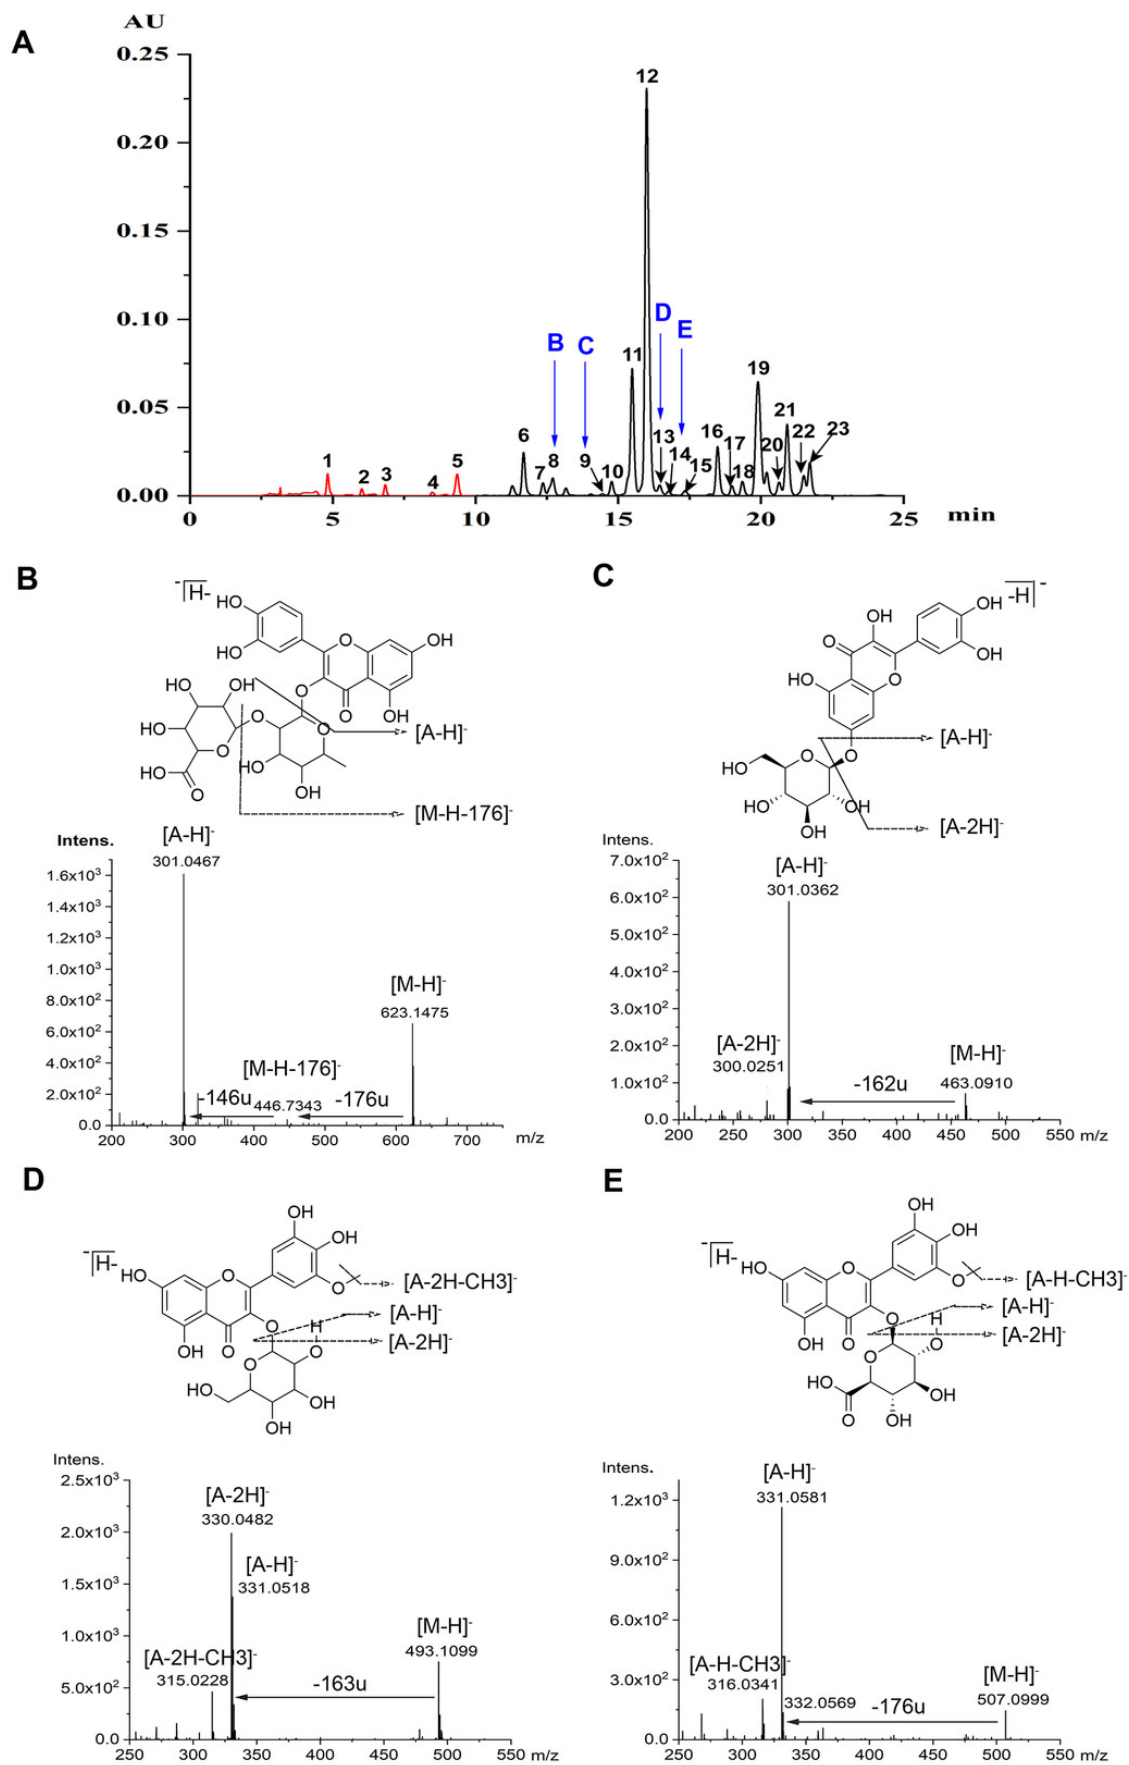 A
AU
0.25
0.20
0.15
0.10
0.05
0.00
0
5
10
15
20
25
min
1
2
3
4
5
6
7
8
9
10
11
12
13
14
15
16
17
18
19
20
21
22
23
B
C
D
E
B
-
H-
HO
HO
OH
O
O
O
OH
OH
OH
HO
O
O
O
HO
HO
O
OH
[A-H]-
[M-H-176]-
Intens.
1.6x10³
1.4x10³
1.2x10³
1.0x10³
8.0x10²
6.0x10²
4.0x10²
2.0x10²
0.0
[A-H]-
301.0467
[M-H]-
623.1475
[M-H-176]-
-146u
446.7343
-176u
200
300
400
500
600
700
m/z
C
OH
OH
-H
-
O
OH
HO
O
O
O
HO
HO
OH
OH
[A-H]-
[A-2H]-
Intens.
7.0x10²
6.0x10²
5.0x10²
4.0x10²
3.0x10²
2.0x10²
1.0x10²
0.0
[A-H]-
301.0362
[A-2H]-
300.0251
[M-H]-
463.0910
-162u
200
250
300
350
400
450
500
550
m/z
D
-
H-
OH
OH
HO
O
O
[A-2H-CH3]-
[A-H]-
[A-2H]-
O
H
OH
O
O
O
HO
OH
OH
Intens.
2.5x10³
2.0x10³
1.5x10³
1.0x10³
5.0x10²
0.0
[A-2H]-
330.0482
[A-H]-
331.0518
[M-H]-
493.1099
[A-2H-CH3]-
315.0228
-163u
250
300
350
400
450
500
550
m/z
E
-
H-
OH
OH
HO
O
O
[A-H-CH3]-
[A-H]-
[A-2H]-
O
H
OH
O
O
O
HO
O
OH
OH
Intens.
1.2x10³
9.0x10²
6.0x10²
3.0x10²
0.0
[A-H]-
331.0581
[A-H-CH3]-
316.0341
332.0569
-176u
[M-H]-
507.0999
250
300
350
400
450
500
550
m/z